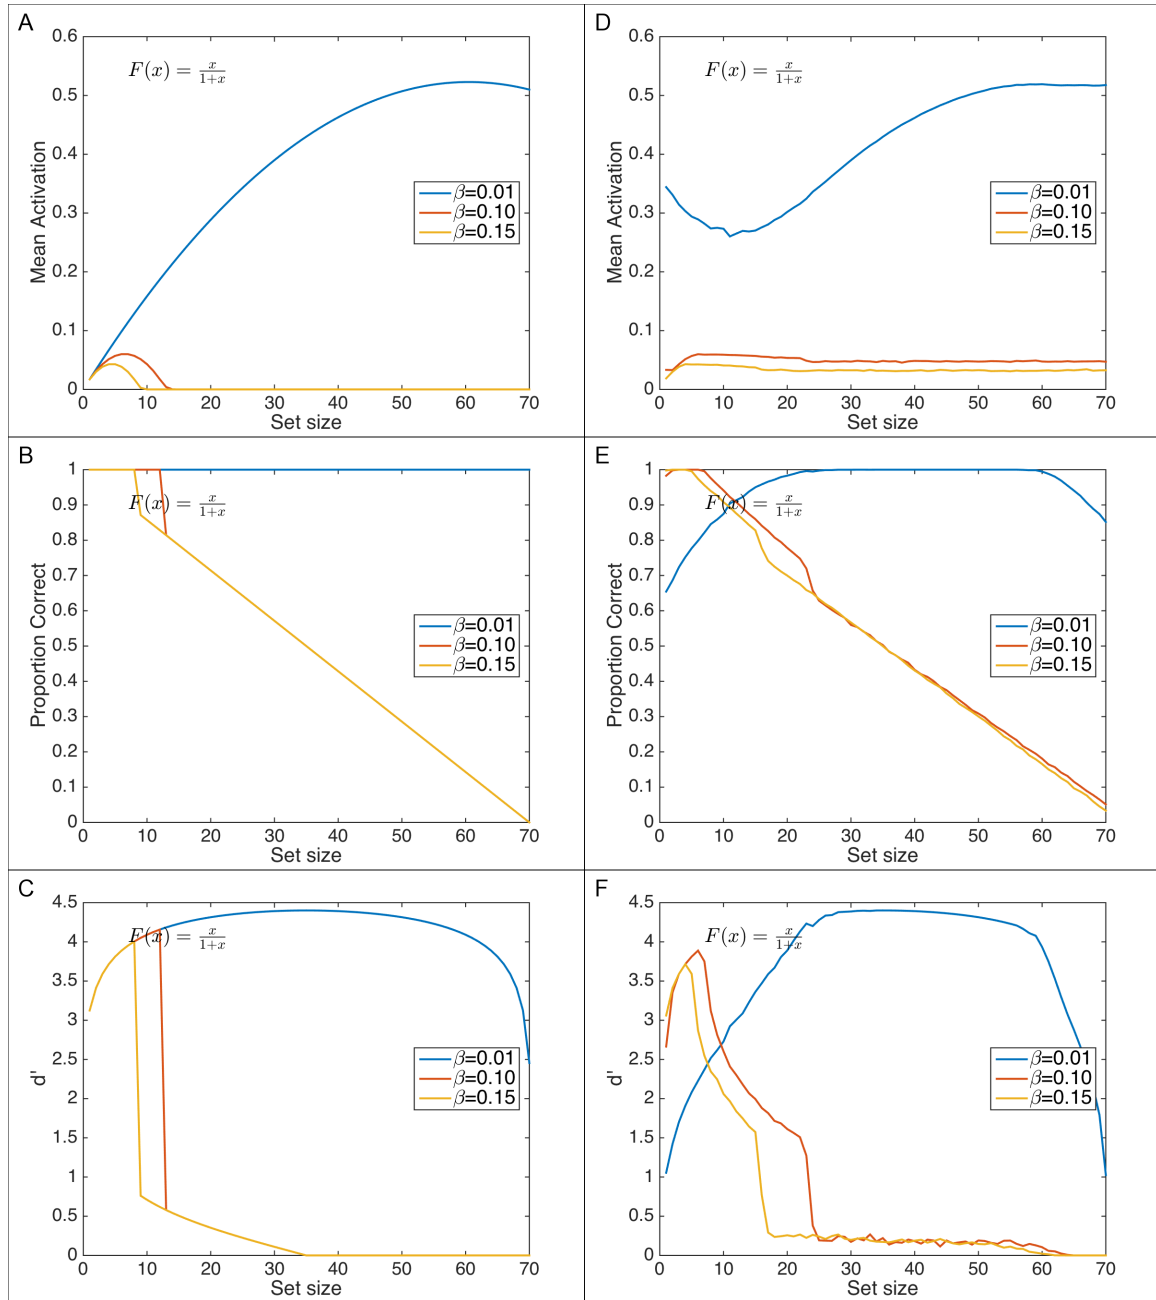 A
0.6
0.5
0.4
0.3
0.2
0.1
0
Mean Activation
F(x) = x/1+x
β=0.01
β=0.10
β=0.15
0 10 20 30 40 50 60 70
Set size
D
0.6
0.5
0.4
0.3
0.2
0.1
0
Mean Activation
F(x) = x/1+x
β=0.01
β=0.10
β=0.15
0 10 20 30 40 50 60 70
Set size
B
1
0.9
0.8
0.7
0.6
0.5
0.4
0.3
0.2
0.1
0
Proportion Correct
F(x) = x/1+x
β=0.01
β=0.10
β=0.15
0 10 20 30 40 50 60 70
Set size
E
1
0.9
0.8
0.7
0.6
0.5
0.4
0.3
0.2
0.1
0
Proportion Correct
F(x) = x/1+x
β=0.01
β=0.10
β=0.15
0 10 20 30 40 50 60 70
Set size
C
4.5
4
3.5
3
2.5
2
1.5
1
0.5
0
d'
F(x) = x/1+x
β=0.01
β=0.10
β=0.15
0 10 20 30 40 50 60 70
Set size
F
4.5
4
3.5
3
2.5
2
1.5
1
0.5
0
d'
F(x) = x/1+x
β=0.01
β=0.10
β=0.15
0 10 20 30 40 50 60 70
Set size